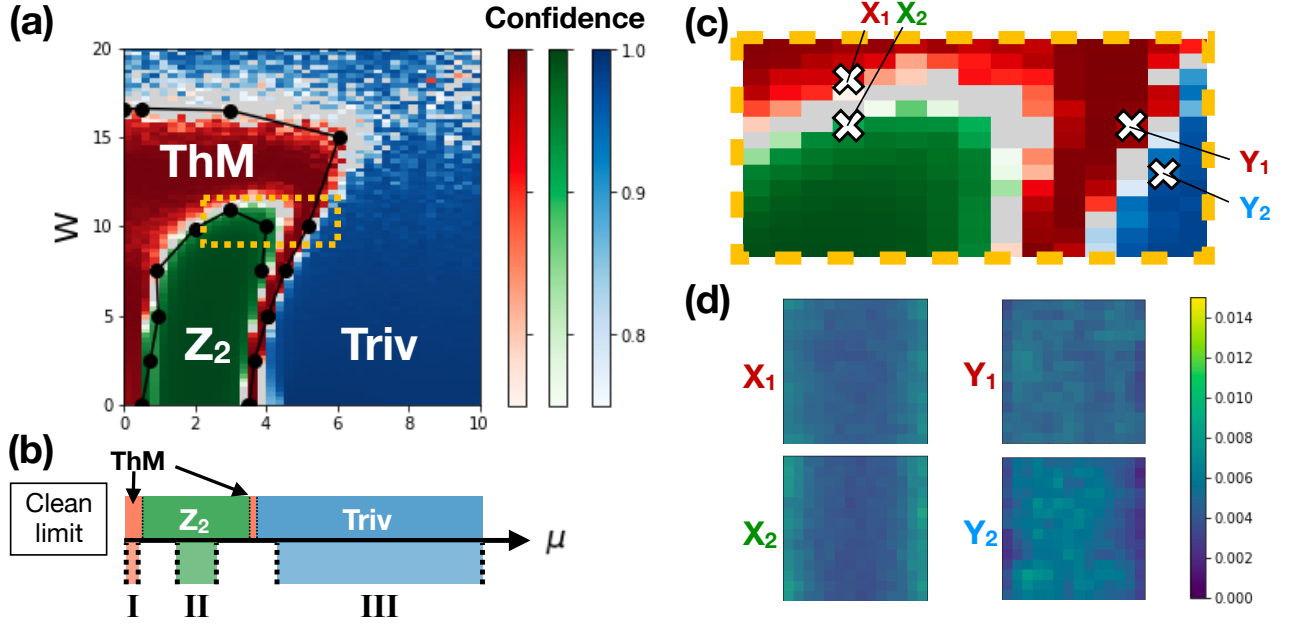 (a)
Confidence
20
15
10
5
0
W
ThM
Z2
Triv
0
2
4
6
8
10
1.0
0.9
0.8
(b)
ThM
Clean
limit
Z2
Triv
μ
I
II
III
(c)
X1 X2
Y1
Y2
(d)
X1
Y1
X2
Y2
0.014
0.012
0.010
0.008
0.006
0.004
0.002
0.000